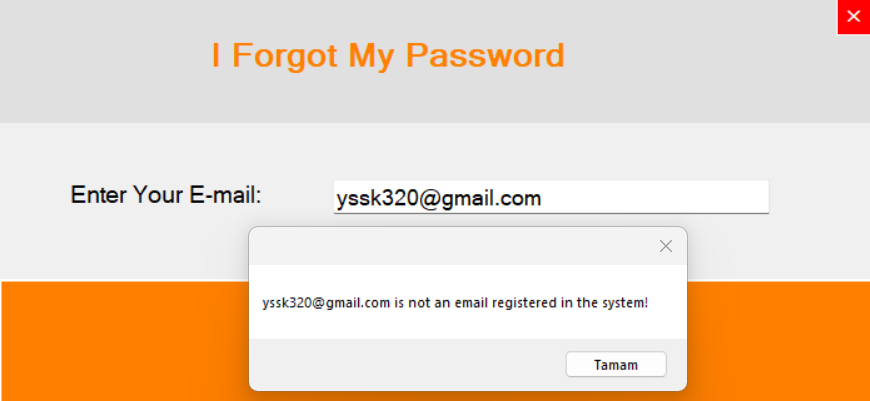 I Forgot My Password
Enter Your E-mail:
yssk320@gmail.com
yssk320@gmail.com is not an email registered in the system!
Tamam